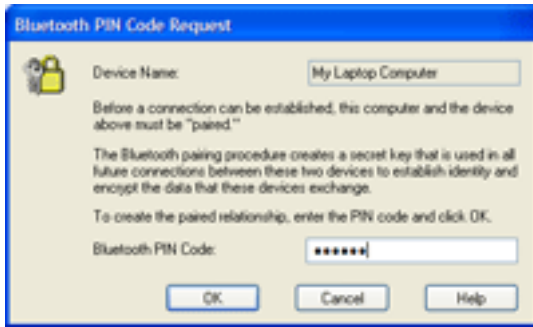 Bluetooth PIN Code Request
Device Name: My Laptop Computer
Before a connection can be established, this computer and the device
above must be "paired."
The Bluetooth pairing procedure creates a secret key that is used in all
future connections between these two devices to establish identity and
encrypt the data that these devices exchange.
To create the paired relationship, enter the PIN code and click OK.
Bluetooth PIN Code: ••••••
OK Cancel Help